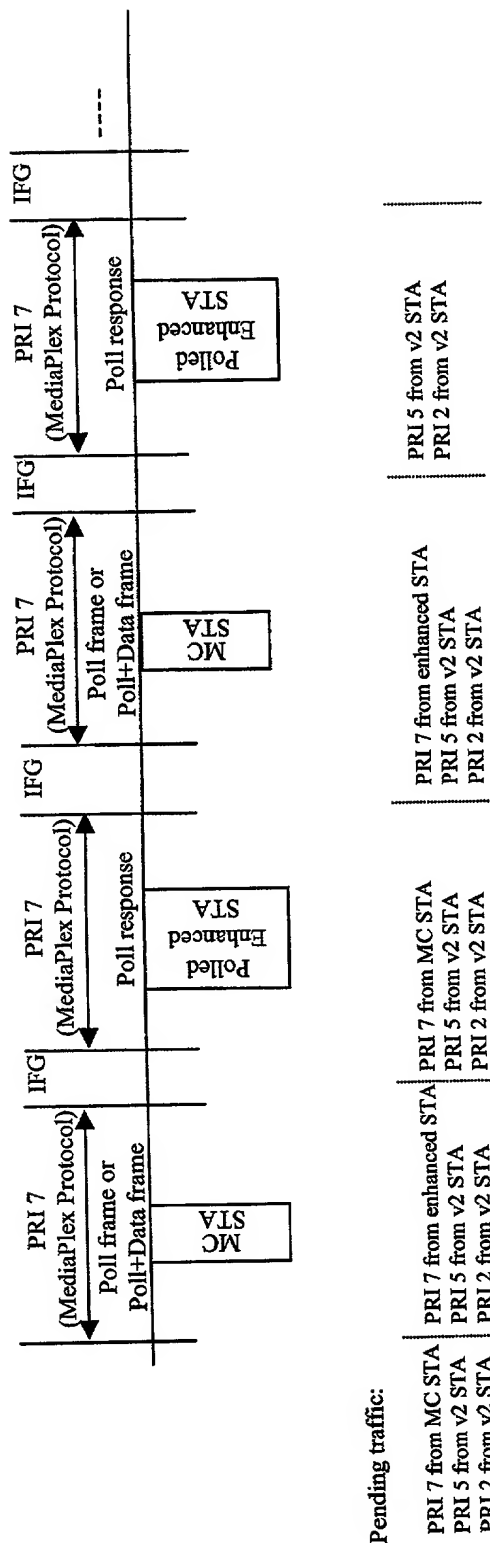 PRI 7
(MediaPlex Protocol)
Poll frame or
Poll+Data frame
MC
STA
IFG
PRI 7
(MediaPlex Protocol)
Poll response
Polled
Enhanced
STA
IFG
PRI 7
(MediaPlex Protocol)
Poll frame or
Poll+Data frame
MC
STA
IFG
PRI 7
(MediaPlex Protocol)
Poll response
Polled
Enhanced
STA
IFG
Pending traffic:
PRI 7 from MC STA
PRI 5 from v2 STA
PRI 2 from v2 STA
PRI 7 from enhanced STA
PRI 5 from v2 STA
PRI 2 from v2 STA
PRI 7 from MC STA
PRI 5 from v2 STA
PRI 2 from v2 STA
PRI 7 from enhanced STA
PRI 5 from v2 STA
PRI 2 from v2 STA
PRI 5 from v2 STA
PRI 2 from v2 STA